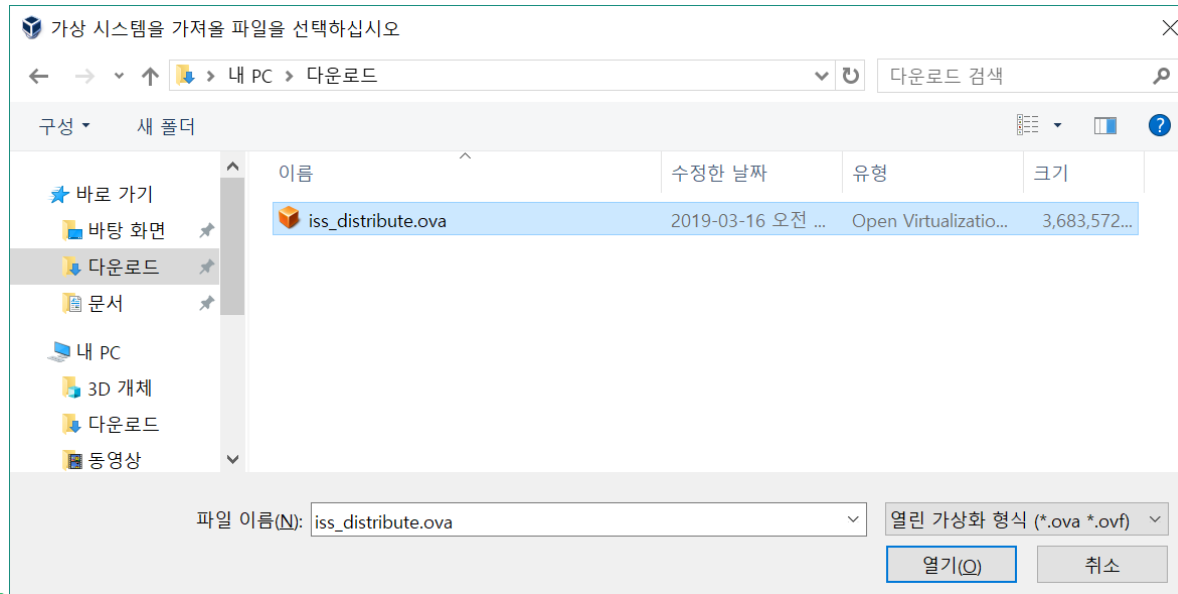 가상 시스템을 가져올 파일을 선택하십시오
내 PC > 다운로드
다운로드 검색
구성
새 폴더
이름
수정한 날짜
유형
크기
iss_distribute.ova
2019-03-16 오전 ...
Open Virtualizatio...
3,683,572...
바로 가기
바탕 화면
다운로드
문서
내 PC
3D 개체
다운로드
동영상
파일 이름(N):
iss_distribute.ova
열린 가상화 형식 (*.ova *.ovf)
열기(O)
취소